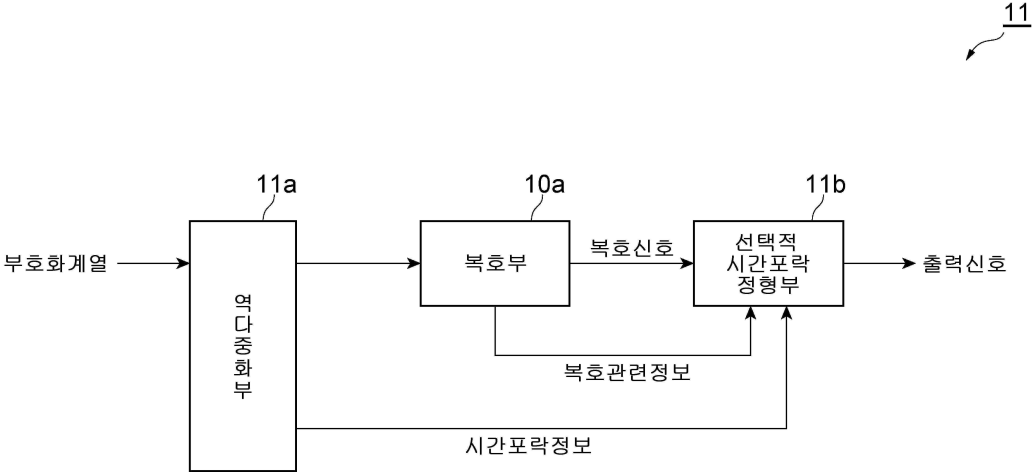 11
11a
10a
11b
부호화계열
역다중화부
복호부
복호신호
선택적
시간포락
정형부
출력신호
복호관련정보
시간포락정보